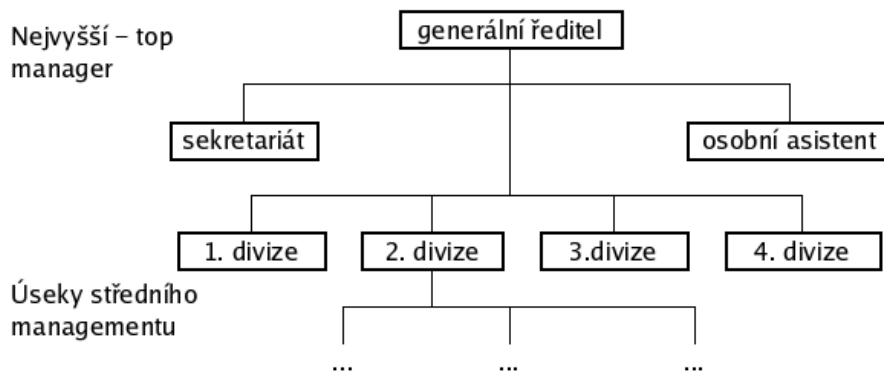 Nejvyšší – top
manager
generální ředitel
sekretariát
osobní asistent
1. divize
2. divize
3.divize
4. divize
Úseky středního
managementu
...
...
...